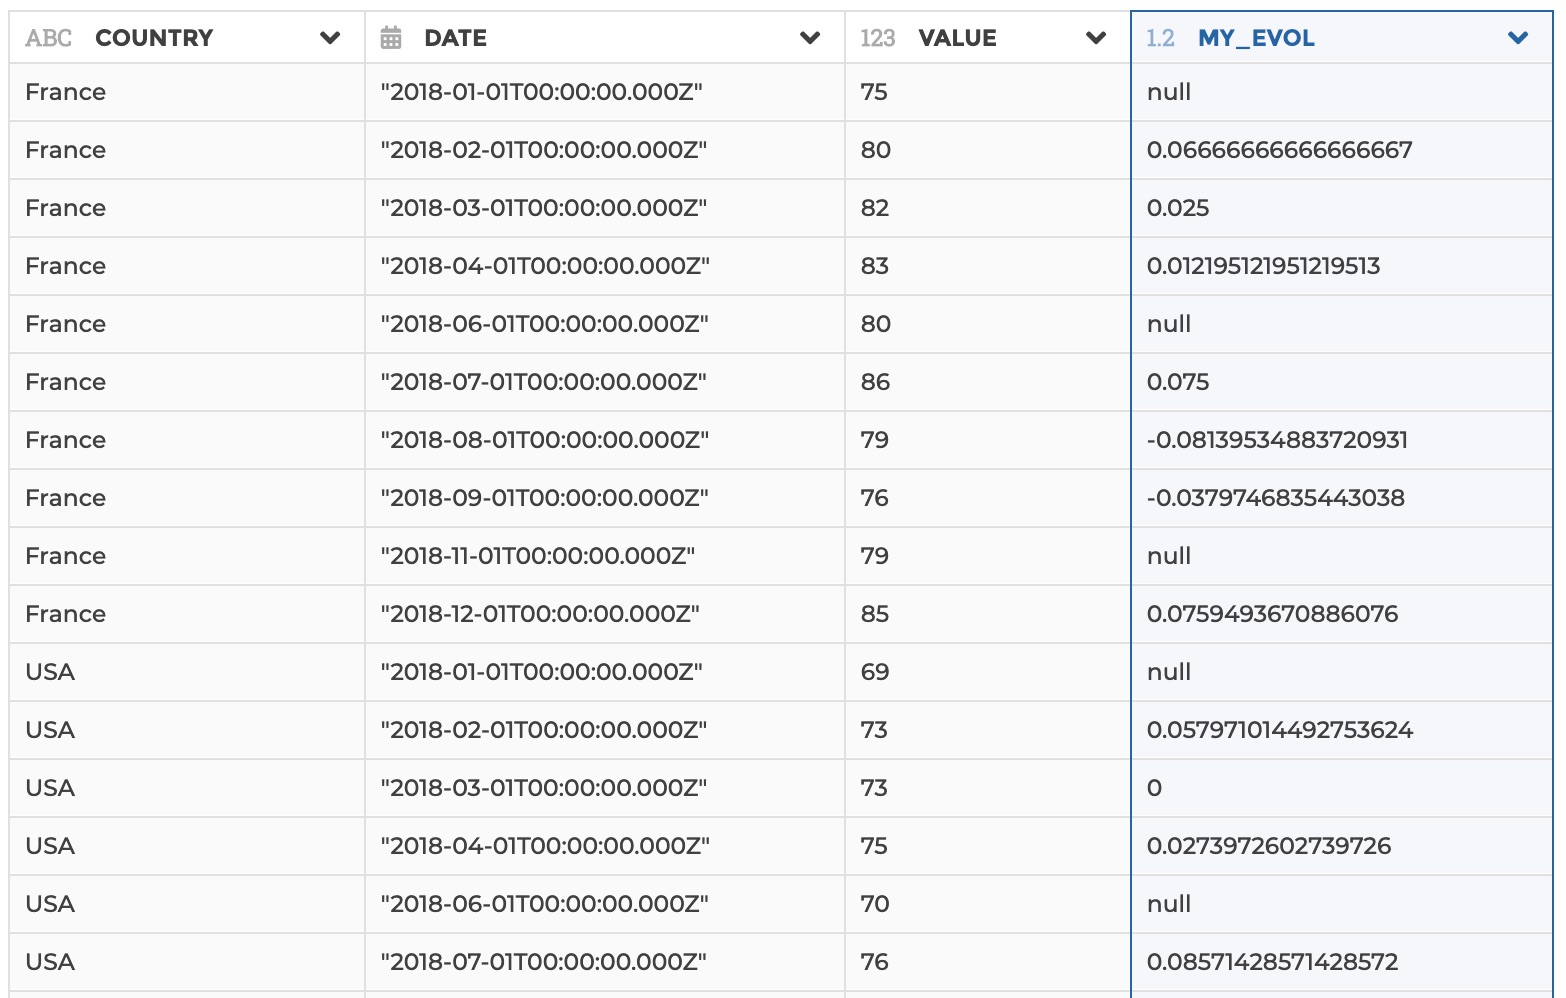 ABC COUNTRY DATE 123 VALUE 1.2 MY_EVOL
France "2018-01-01T00:00:00.000Z" 75 null
France "2018-02-01T00:00:00.000Z" 80 0.06666666666666667
France "2018-03-01T00:00:00.000Z" 82 0.025
France "2018-04-01T00:00:00.000Z" 83 0.012195121951219513
France "2018-06-01T00:00:00.000Z" 80 null
France "2018-07-01T00:00:00.000Z" 86 0.075
France "2018-08-01T00:00:00.000Z" 79 -0.08139534883720931
France "2018-09-01T00:00:00.000Z" 76 -0.0379746835443038
France "2018-11-01T00:00:00.000Z" 79 null
France "2018-12-01T00:00:00.000Z" 85 0.0759493670886076
USA "2018-01-01T00:00:00.000Z" 69 null
USA "2018-02-01T00:00:00.000Z" 73 0.057971014492753624
USA "2018-03-01T00:00:00.000Z" 73 0
USA "2018-04-01T00:00:00.000Z" 75 0.0273972602739726
USA "2018-06-01T00:00:00.000Z" 70 null
USA "2018-07-01T00:00:00.000Z" 76 0.08571428571428572